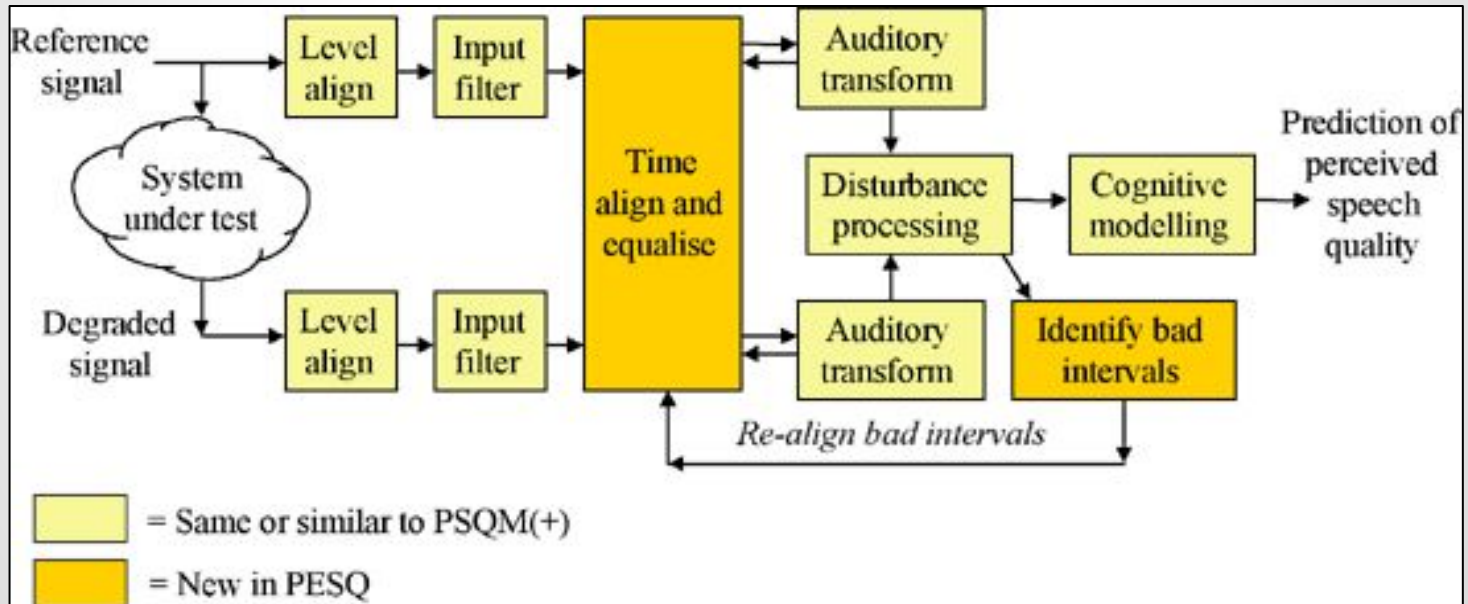 Reference
signal
Level
align
Input
filter
Time
align and
equalise
Auditory
transform
System
under test
Disturbance
processing
Cognitive
modelling
Prediction of
perceived
speech
quality
Degraded
signal
Level
align
Input
filter
Auditory
transform
Identify bad
intervals
Re-align bad intervals
= Same or similar to PSQM(+)
= New in PESQ